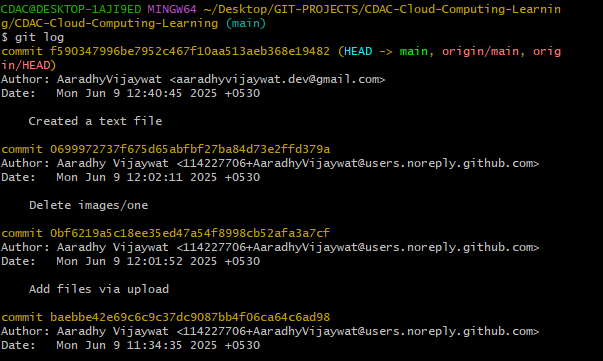 CDAC@DESKTOP-1AJI9ED MINGW64 ~/Desktop/GIT-PROJECTS/CDAC-Cloud-Computing-Learnin
g/CDAC-Cloud-Computing-Learning (main)
$ git log
commit f590347996be7952c467f10aa513aeb368e19482 (HEAD -> main, origin/main, orig
in/HEAD)
Author: AaradhyVijaywat <aaradhyvijaywat.dev@gmail.com>
Date:   Mon Jun 9 12:40:45 2025 +0530

    Created a text file

commit 0699972737f675d65abfbf27ba84d73e2ffd379a
Author: Aaradhy Vijaywat <114227706+AaradhyVijaywat@users.noreply.github.com>
Date:   Mon Jun 9 12:02:11 2025 +0530

    Delete images/one

commit 0bf6219a5c18ee35ed47a54f8998cb52afa3a7cf
Author: Aaradhy Vijaywat <114227706+AaradhyVijaywat@users.noreply.github.com>
Date:   Mon Jun 9 12:01:52 2025 +0530

    Add files via upload

commit baebbe42e69c6c9c37dc9087bb4f06ca64c6ad98
Author: Aaradhy Vijaywat <114227706+AaradhyVijaywat@users.noreply.github.com>
Date:   Mon Jun 9 11:34:35 2025 +0530